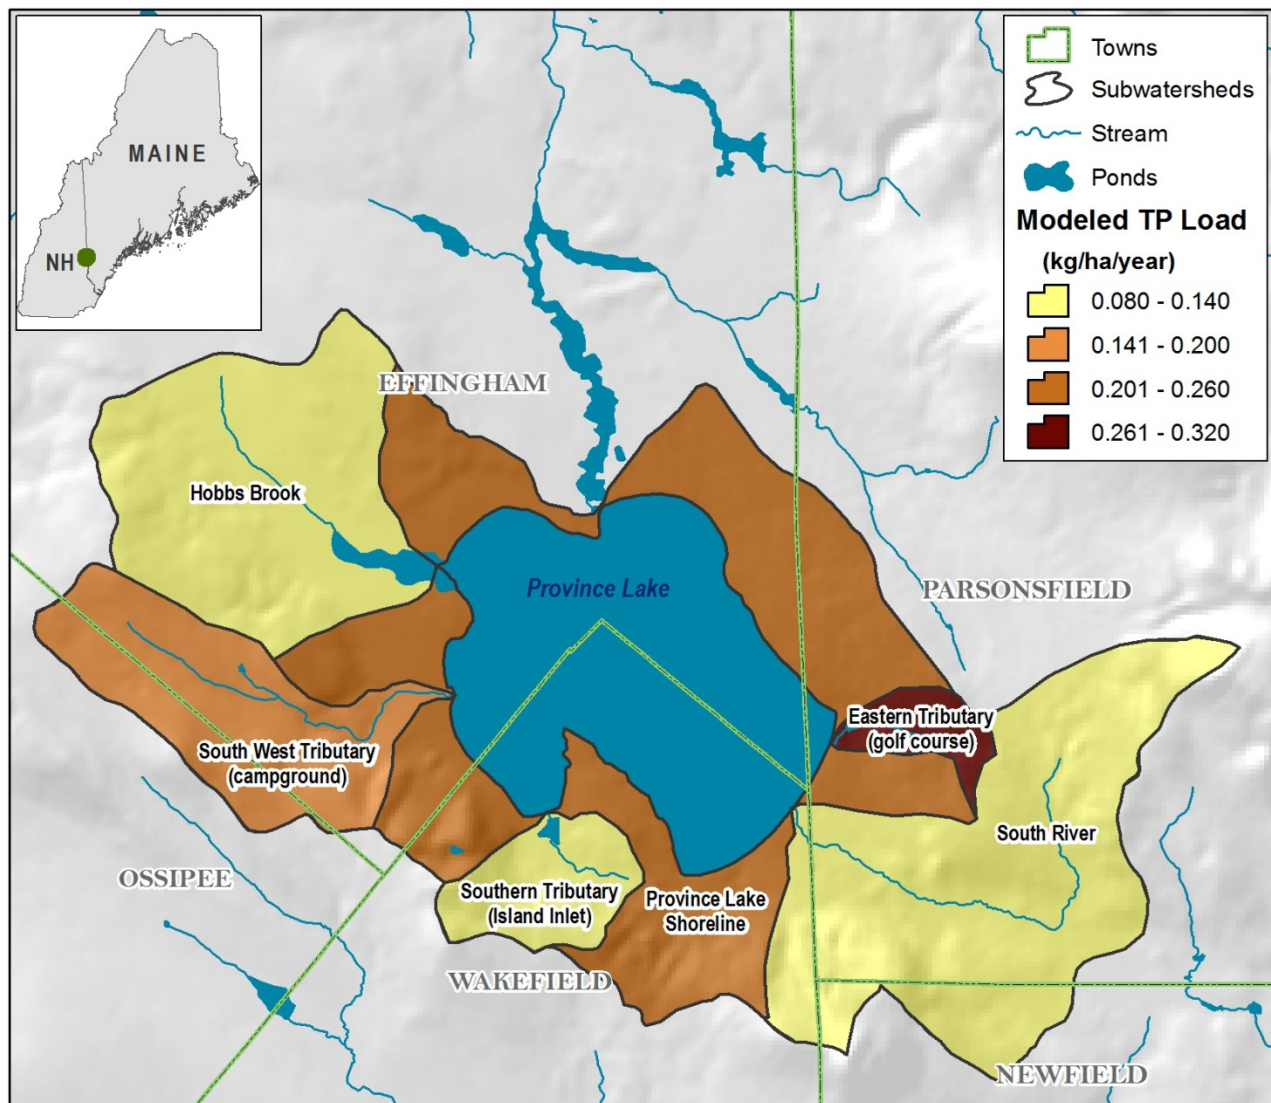 MAINE
NH
Towns
Subwatersheds
Stream
Ponds
Modeled TP Load
(kg/ha/year)
0.080 - 0.140
0.141 - 0.200
0.201 - 0.260
0.261 - 0.320
EFFINGHAM
Hobbs Brook
Province Lake
PARSONSFIELD
Eastern Tributary
(golf course)
South West Tributary
(campground)
South River
OSSIPEE
Southern Tributary
(Island Inlet)
Province Lake
Shoreline
WAKEFIELD
NEWFIELD